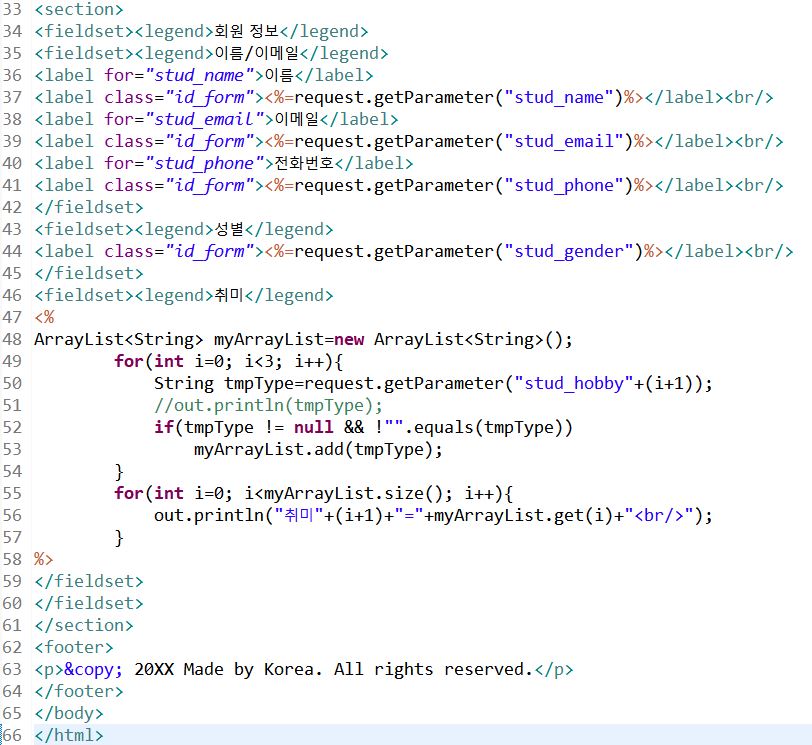 33 <section>
34 <fieldset><legend>회원 정보</legend>
35 <fieldset><legend>이름/이메일</legend>
36 <label for="stud_name">이름</label>
37 <label class="id_form"><%=request.getParameter("stud_name")%></label><br/>
38 <label for="stud_email">이메일</label>
39 <label class="id_form"><%=request.getParameter("stud_email")%></label><br/>
40 <label for="stud_phone">전화번호</label>
41 <label class="id_form"><%=request.getParameter("stud_phone")%></label><br/>
42 </fieldset>
43 <fieldset><legend>성별</legend>
44 <label class="id_form"><%=request.getParameter("stud_gender")%></label><br/>
45 </fieldset>
46 <fieldset><legend>취미</legend>
47 <%
48 ArrayList<String> myArrayList=new ArrayList<String>();
49         for(int i=0; i<3; i++){
50             String tmpType=request.getParameter("stud_hobby"+(i+1));
51             //out.println(tmpType);
52             if(tmpType != null && !"".equals(tmpType))
53                 myArrayList.add(tmpType);
54         }
55         for(int i=0; i<myArrayList.size(); i++){
56             out.println("취미"+(i+1)+"="+myArrayList.get(i)+"<br/>");
57         }
58 %>
59 </fieldset>
60 </fieldset>
61 </section>
62 <footer>
63 <p>&copy; 20XX Made by Korea. All rights reserved.</p>
64 </footer>
65 </body>
66 </html>